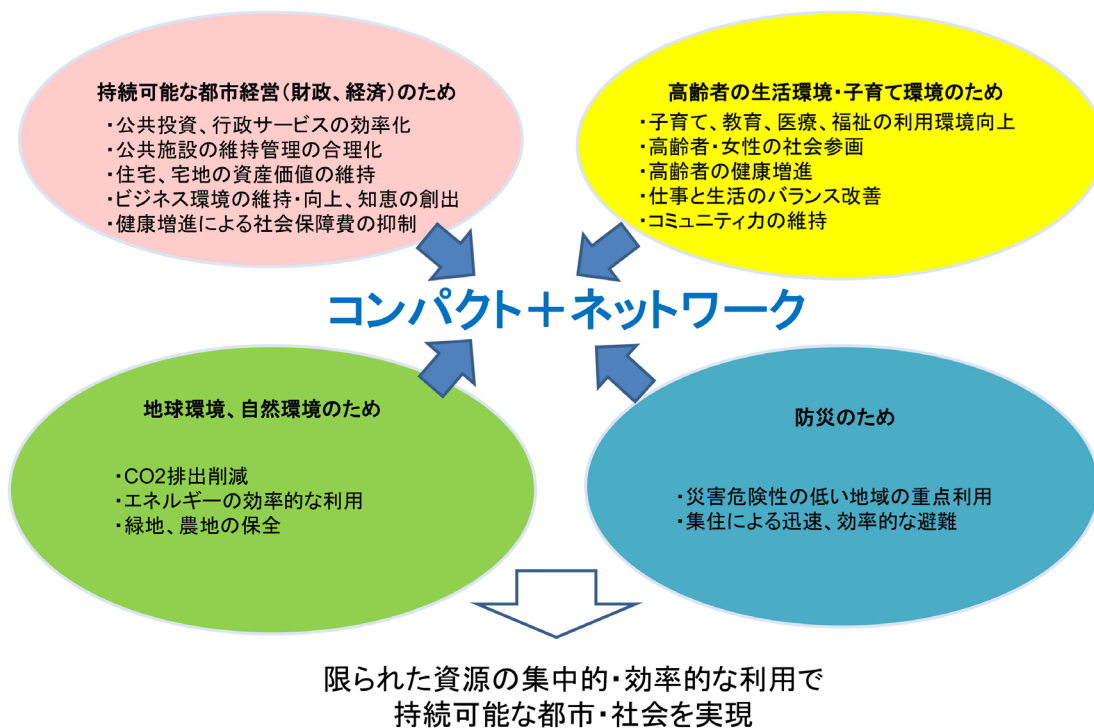 持続可能な都市経営(財政、経済)のため
・公共投資、行政サービスの効率化
・公共施設の維持管理の合理化
・住宅、宅地の資産価値の維持
・ビジネス環境の維持・向上、知恵の創出
・健康増進による社会保障費の抑制
高齢者の生活環境・子育て環境のため
・子育て、教育、医療、福祉の利用環境向上
・高齢者・女性の社会参画
・高齢者の健康増進
・仕事と生活のバランス改善
・コミュニティ力の維持
コンパクト+ネットワーク
地球環境、自然環境のため
・CO2排出削減
・エネルギーの効率的な利用
・緑地、農地の保全
防災のため
・災害危険性の低い地域の重点利用
・集住による迅速、効率的な避難
限られた資源の集中的・効率的な利用で
持続可能な都市・社会を実現